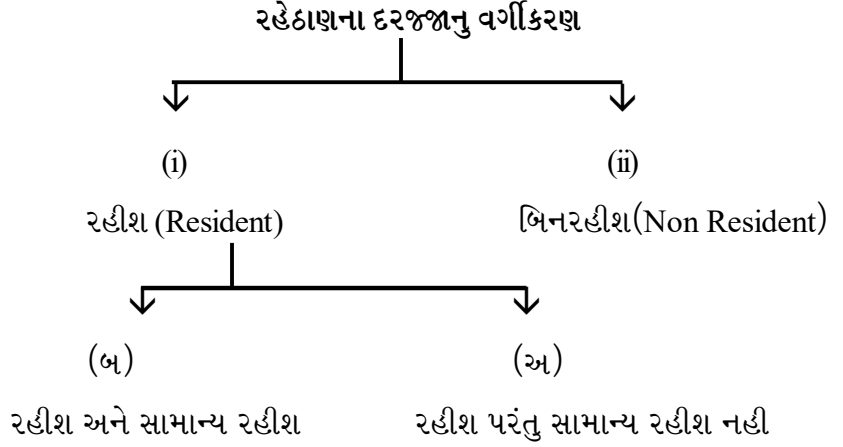 રહેઠાણના દરજ્જાનુ વર્ગીકરણ
(i) (ii)
રહીશ (Resident) બિનરહીશ(Non Resident)
(બ) (અ)
રહીશ અને સામાન્ય રહીશ રહીશ પરંતુ સામાન્ય રહીશ નહી